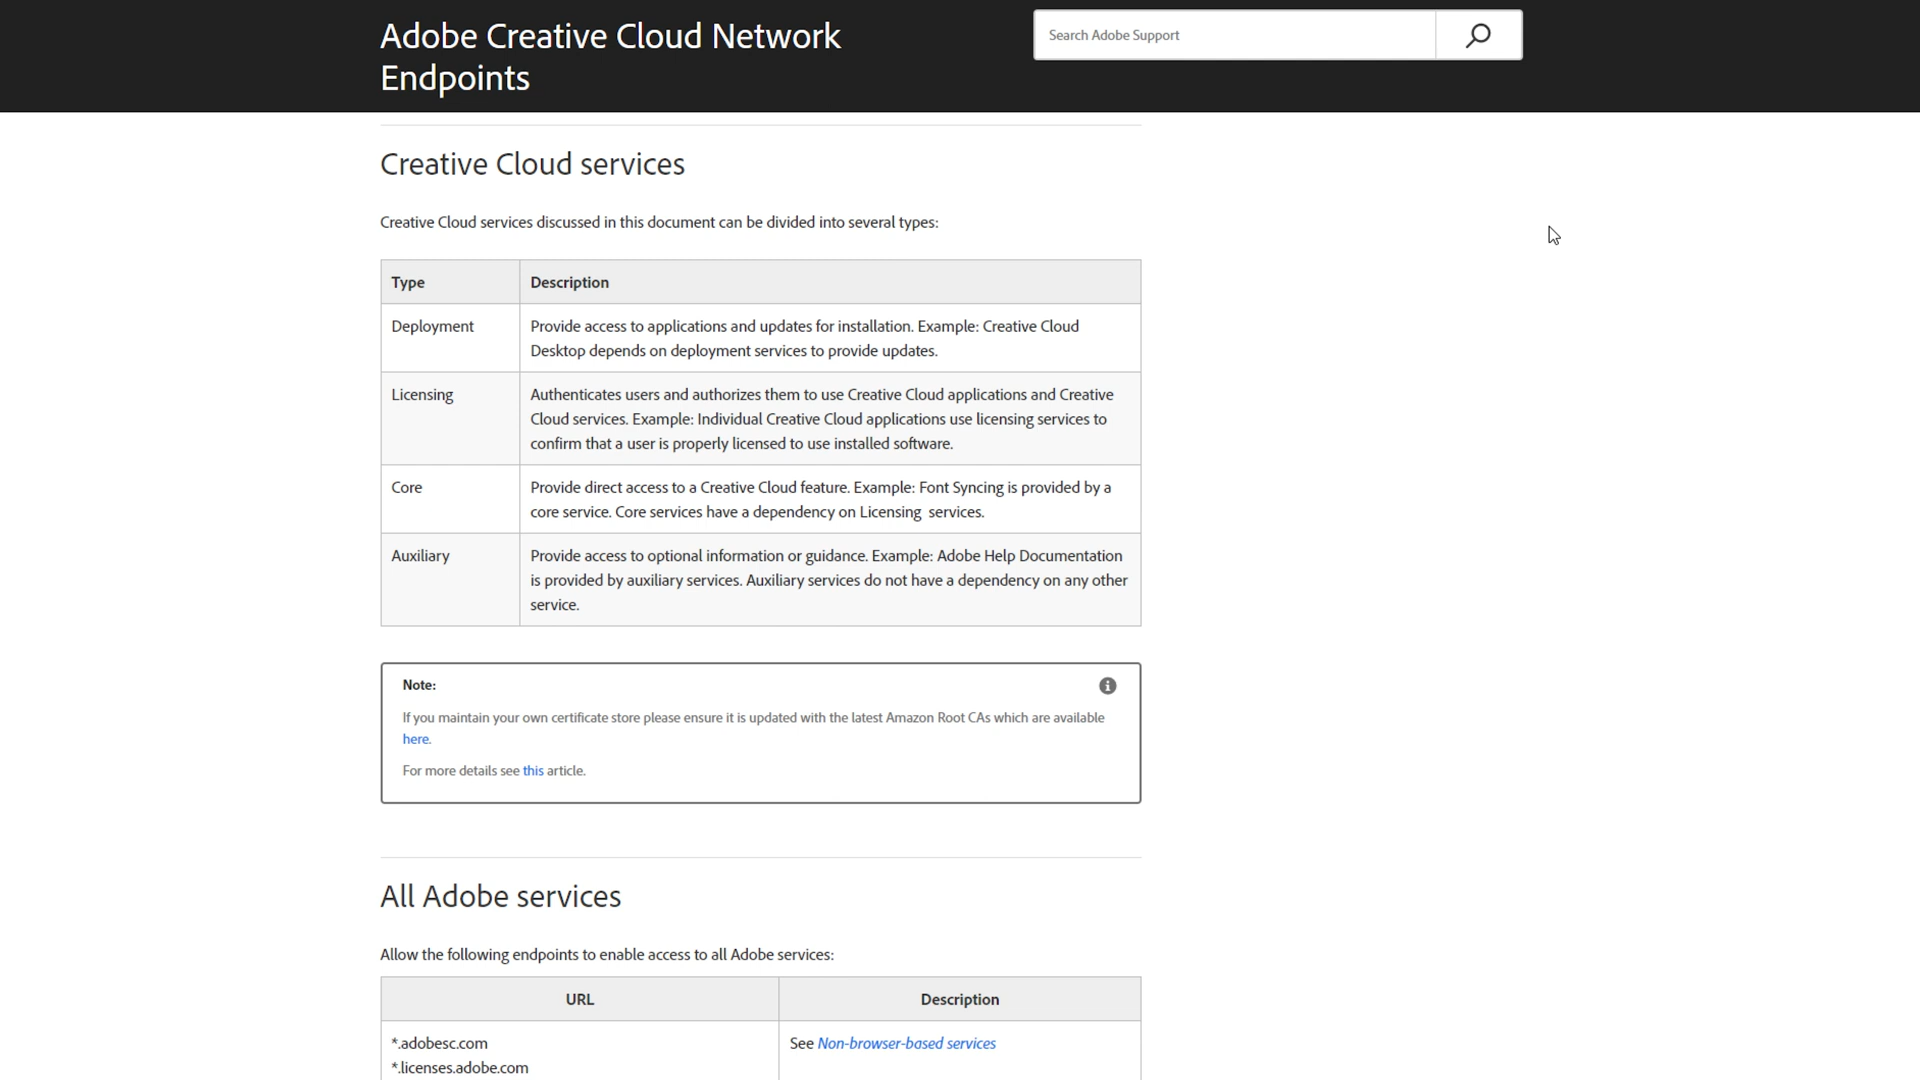 Adobe Creative Cloud Network
Endpoints
Search Adobe Support
Creative Cloud services
Creative Cloud services discussed in this document can be divided into several types:
Type
Description
Deployment
Provide access to applications and updates for installation. Example: Creative Cloud
Desktop depends on deployment services to provide updates.
Licensing
Authenticates users and authorizes them to use Creative Cloud applications and Creative
Cloud services. Example: Individual Creative Cloud applications use licensing services to
confirm that a user is properly licensed to use installed software.
Core
Provide direct access to a Creative Cloud feature. Example: Font Syncing is provided by a
core service. Core services have a dependency on Licensing  services.
Auxiliary
Provide access to optional information or guidance. Example: Adobe Help Documentation
is provided by auxiliary services. Auxiliary services do not have a dependency on any other
service.
Note:
If you maintain your own certificate store please ensure it is updated with the latest Amazon Root CAs which are available
here.
For more details see this article.
All Adobe services
Allow the following endpoints to enable access to all Adobe services:
URL
Description
*.adobesc.com
See Non-browser-based services
*.licenses.adobe.com